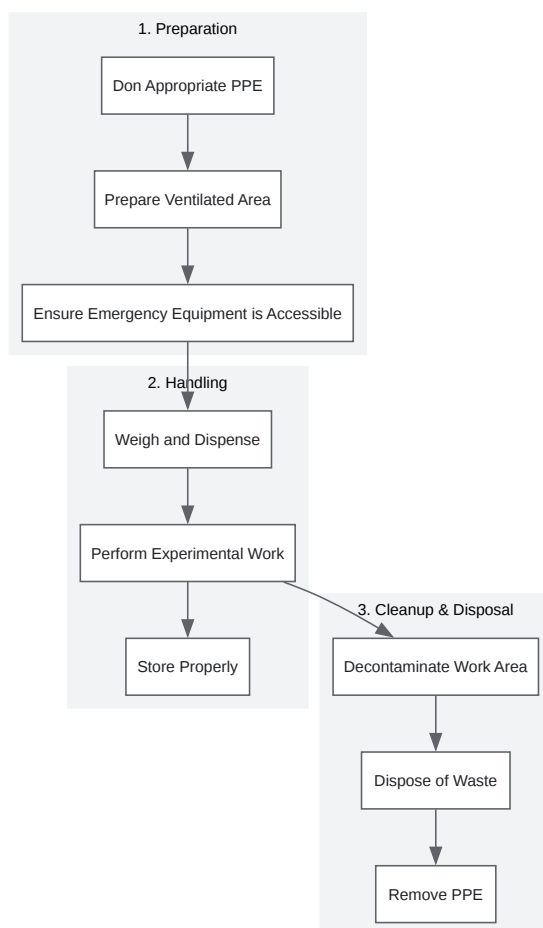 1. Preparation
Don Appropriate PPE
Prepare Ventilated Area
Ensure Emergency Equipment is Accessible
2. Handling
Weigh and Dispense
Perform Experimental Work
Store Properly
3. Cleanup & Disposal
Decontaminate Work Area
Dispose of Waste
Remove PPE